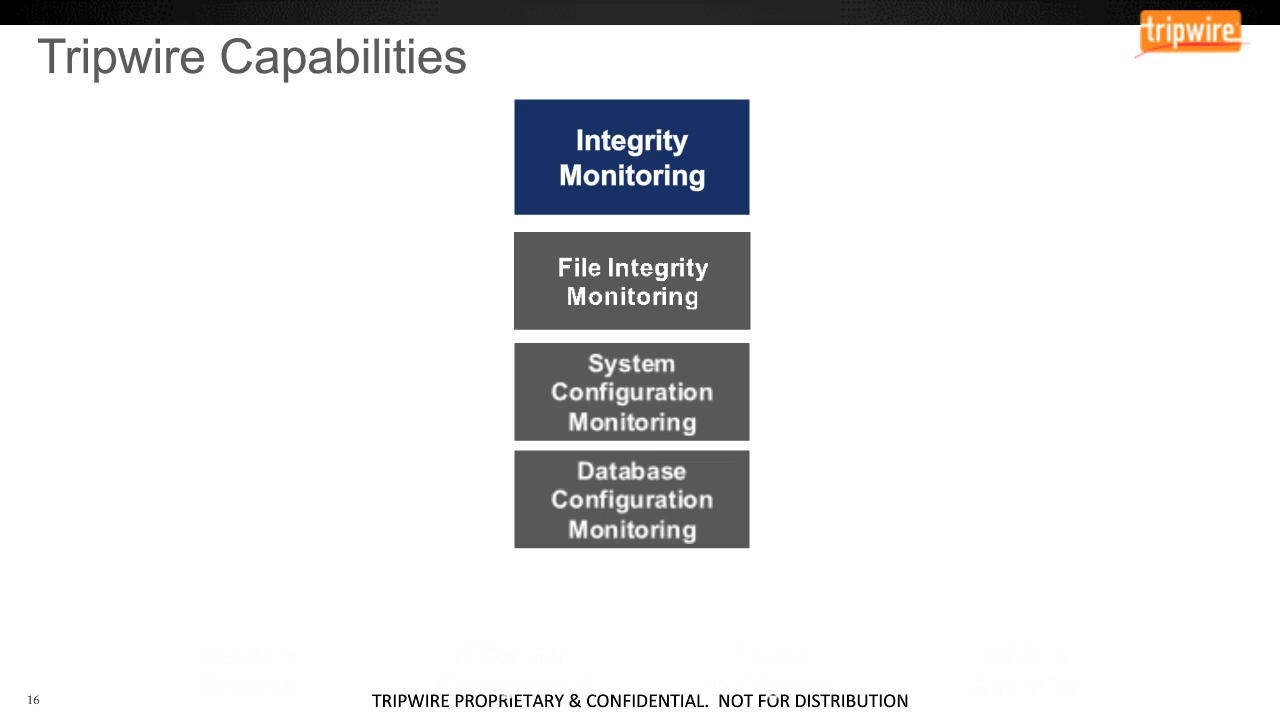 Tripwire Capabilities
tripwire
Integrity
Monitoring
File Integrity
Monitoring
System
Configuration
Monitoring
Database
Configuration
Monitoring
16
TRIPWIRE PROPRIETARY & CONFIDENTIAL. NOT FOR DISTRIBUTION